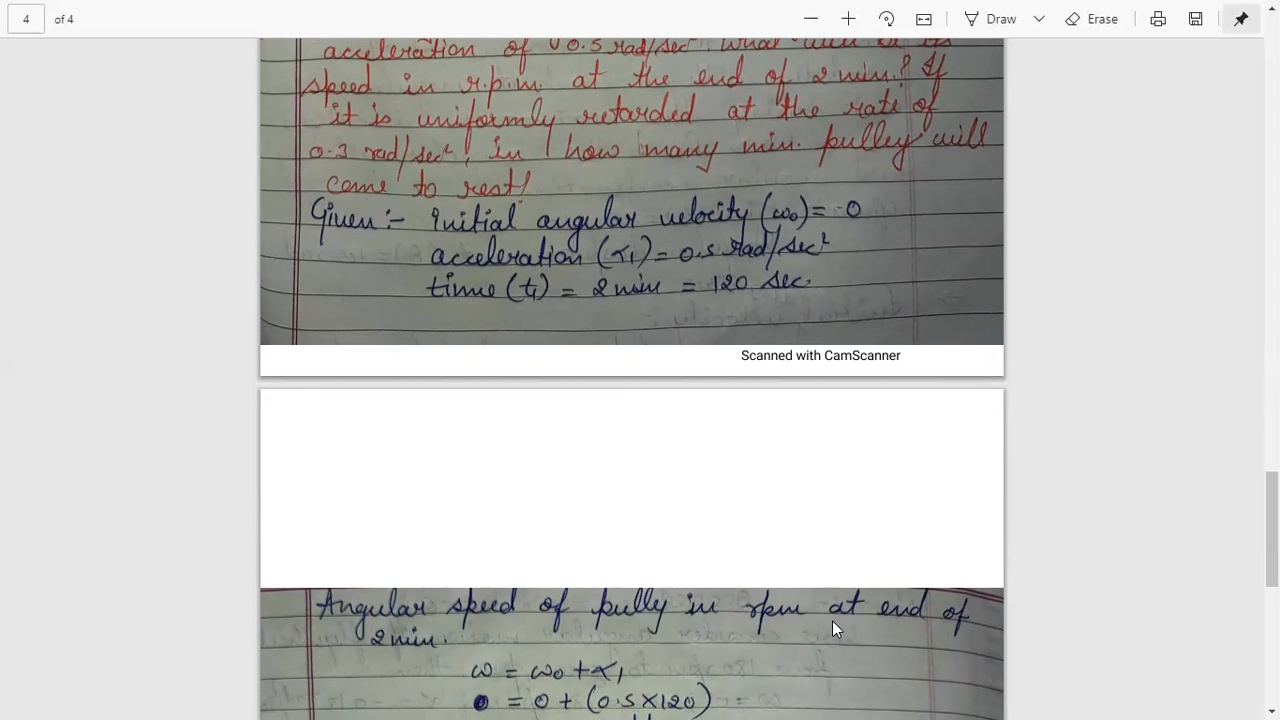 4 of 4 Draw Erase
acceleration of 0.5 rad/sec². What will be its
speed in r.p.m. at the end of 2 min.? If
it is uniformly retarded at the rate of
0.3 rad/sec², in how many min. pulley will
come to rest?
Given :- initial angular velocity (ω₀) = 0
acceleration (α₁) = 0.5 rad/sec²
time (t₁) = 2 min = 120 sec.
Scanned with CamScanner
Angular speed of pully in rpm at end of
2 min.
ω = ω₀ + α₁
= 0 + (0.5 × 120)